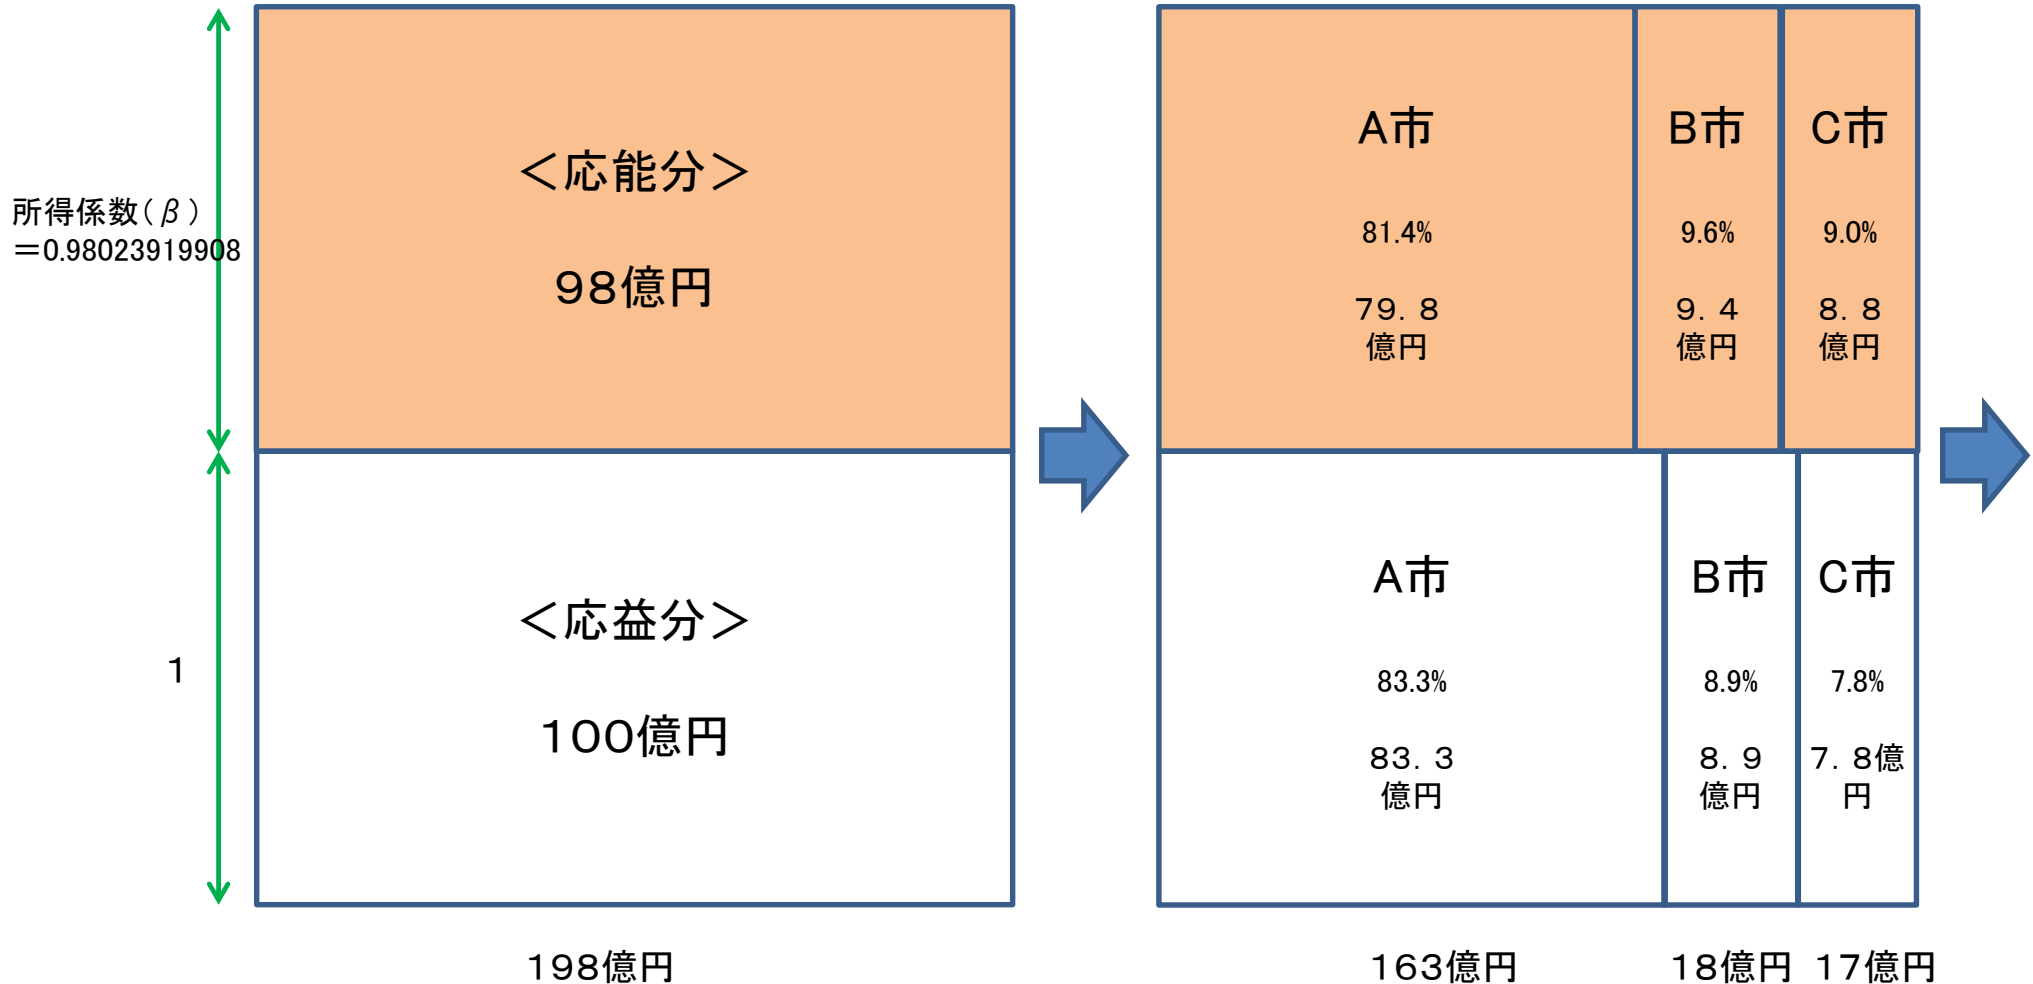 所得係数(β)
=0.98023919908
1
<応能分>
98億円
<応益分>
100億円
198億円
A市
81.4%
79.8
億円
B市
9.6%
9.4
億円
C市
9.0%
8.8
億円
A市
83.3%
83.3
億円
B市
8.9%
8.9
億円
C市
7.8%
7.8億
円
163億円
18億円
17億円